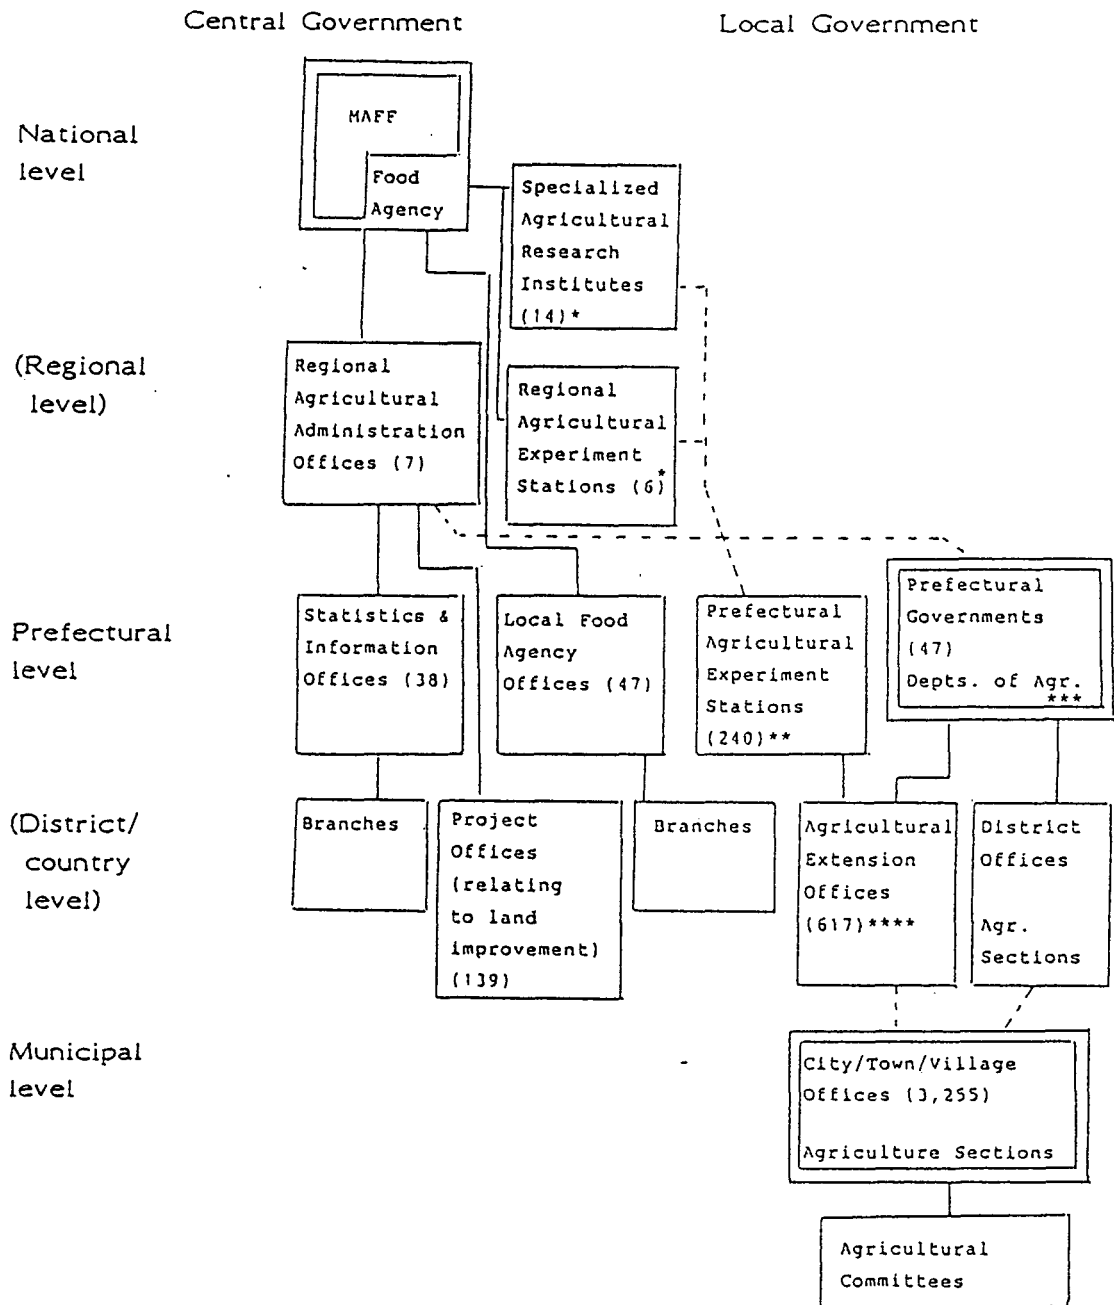 Central Government
Local Government
National
level
MAFF
Food
Agency
Specialized
Agricultural
Research
Institutes
(14)*
(Regional
level)
Regional
Agricultural
Administration
Offices (7)
Regional
Agricultural
Experiment
Stations (6)*
Prefectural
level
Statistics &
Information
Offices (38)
Local Food
Agency
Offices (47)
Prefectural
Agricultural
Experiment
Stations
(240)**
Prefectural
Governments
(47)
Depts. of Agr.
***
(District/
country
level)
Branches
Project
Offices
(relating
to land
improvement)
(139)
Branches
Agricultural
Extension
Offices
(617)****
District
Offices
Agr.
Sections
Municipal
level
City/Town/Village
Offices (3,255)
Agriculture Sections
Agricultural
Committees